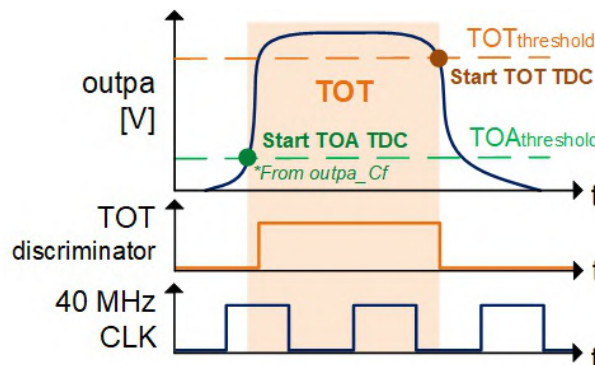 TOTthreshold
outpa
[V]
TOT
Start TOT TDC
Start TOA TDC
TOAthreshold
*From outpa_Cf
t
TOT
discriminator
t
40 MHz
CLK
t